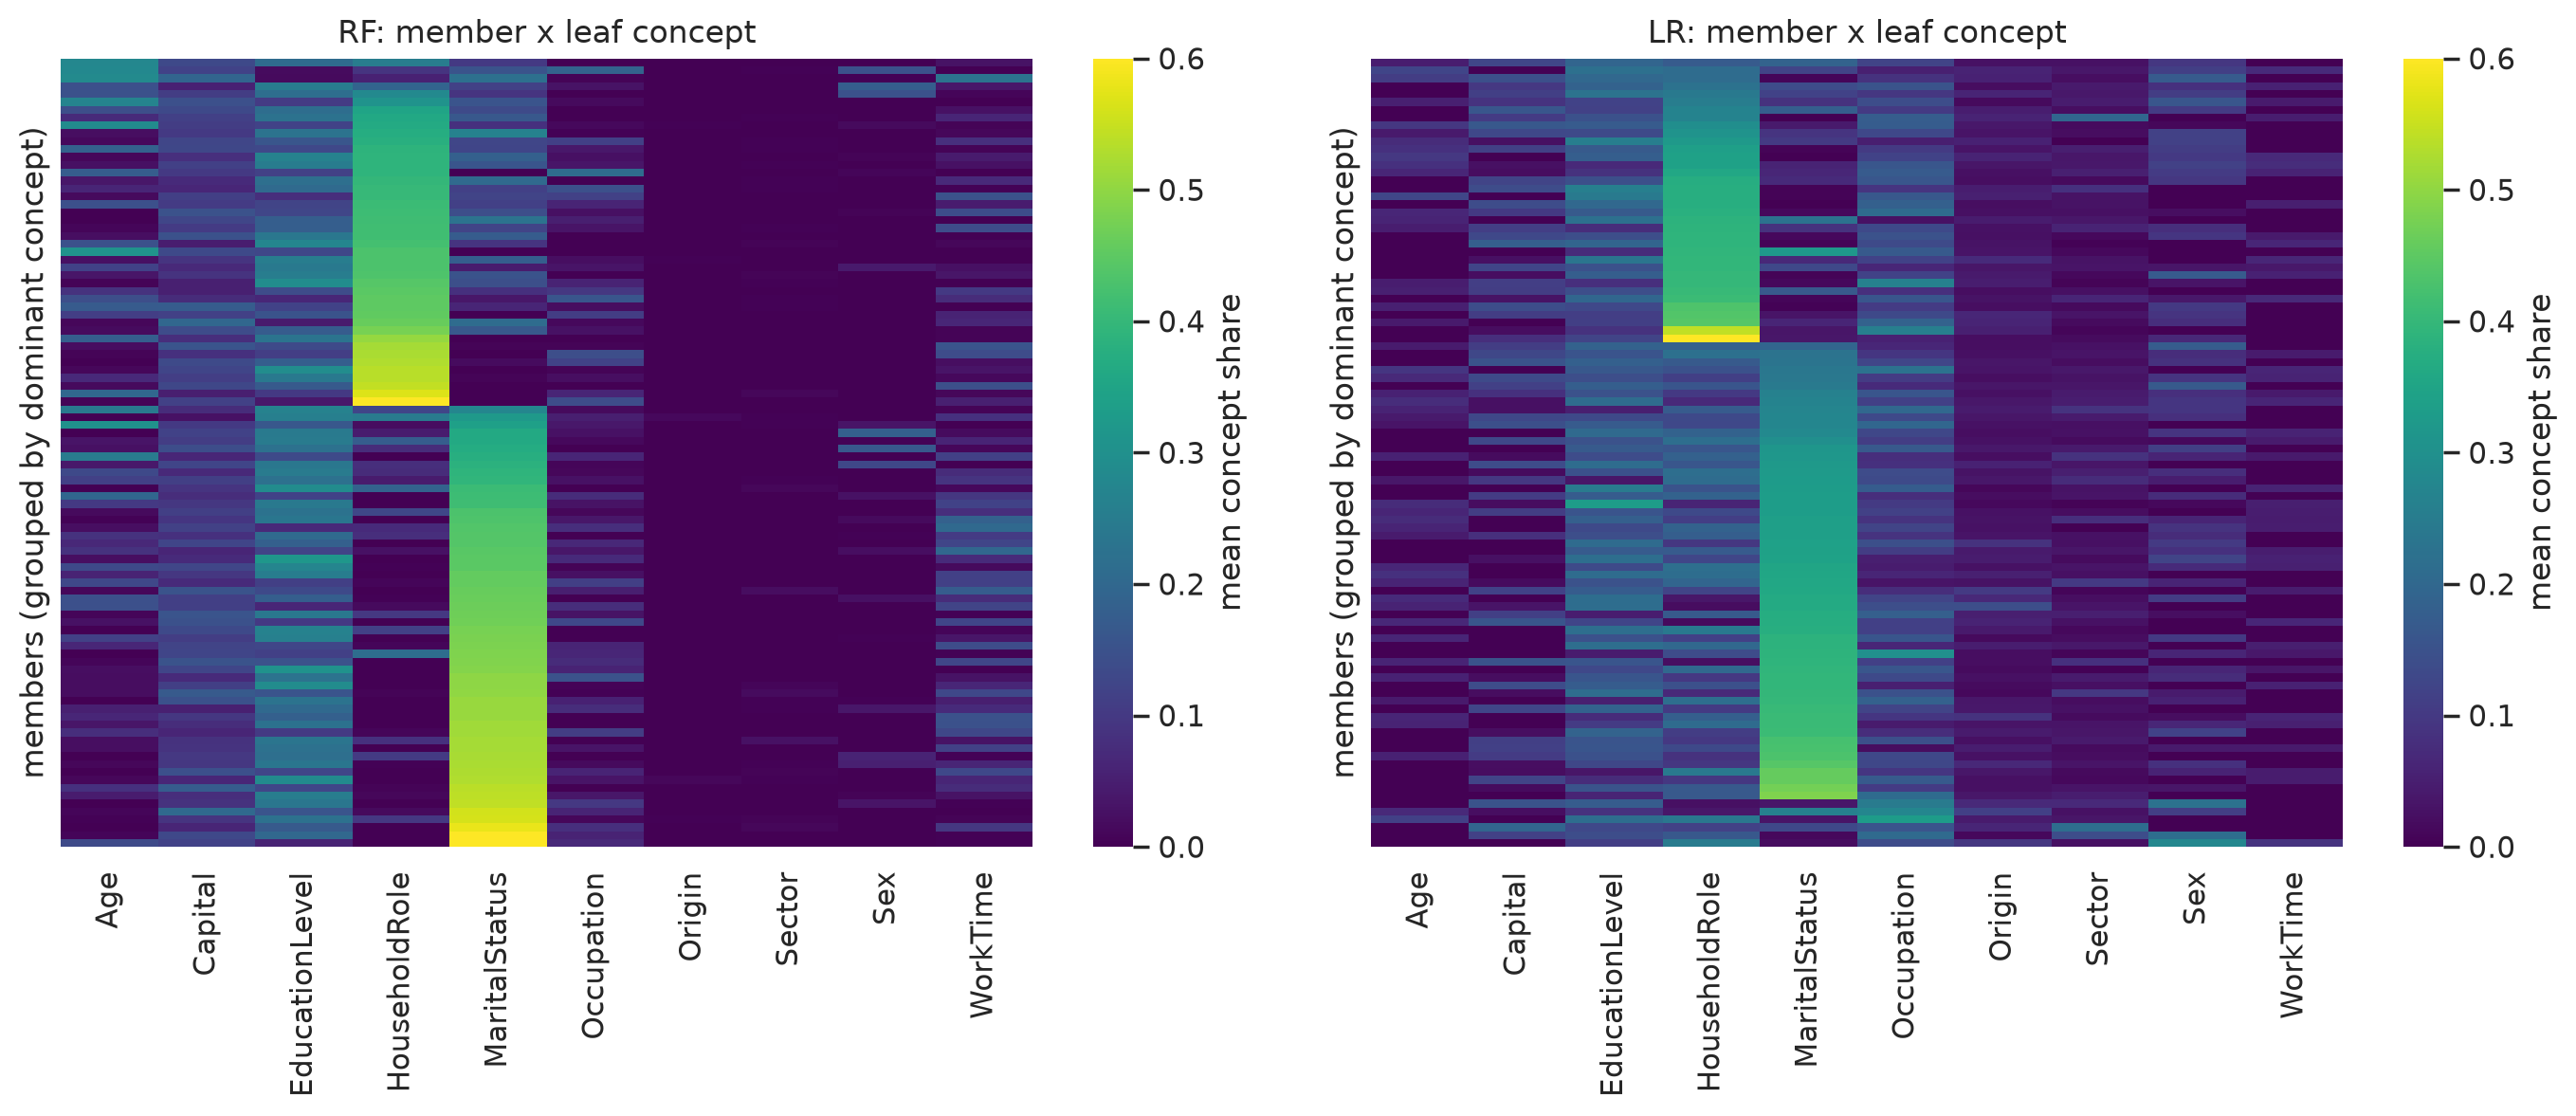 RF: member x leaf concept
members (grouped by dominant concept)
Age
Capital
EducationLevel
HouseholdRole
MaritalStatus
Occupation
Origin
Sector
Sex
WorkTime
0.6
0.5
0.4
0.3
0.2
0.1
0.0
mean concept share
LR: member x leaf concept
members (grouped by dominant concept)
Age
Capital
EducationLevel
HouseholdRole
MaritalStatus
Occupation
Origin
Sector
Sex
WorkTime
0.6
0.5
0.4
0.3
0.2
0.1
0.0
mean concept share